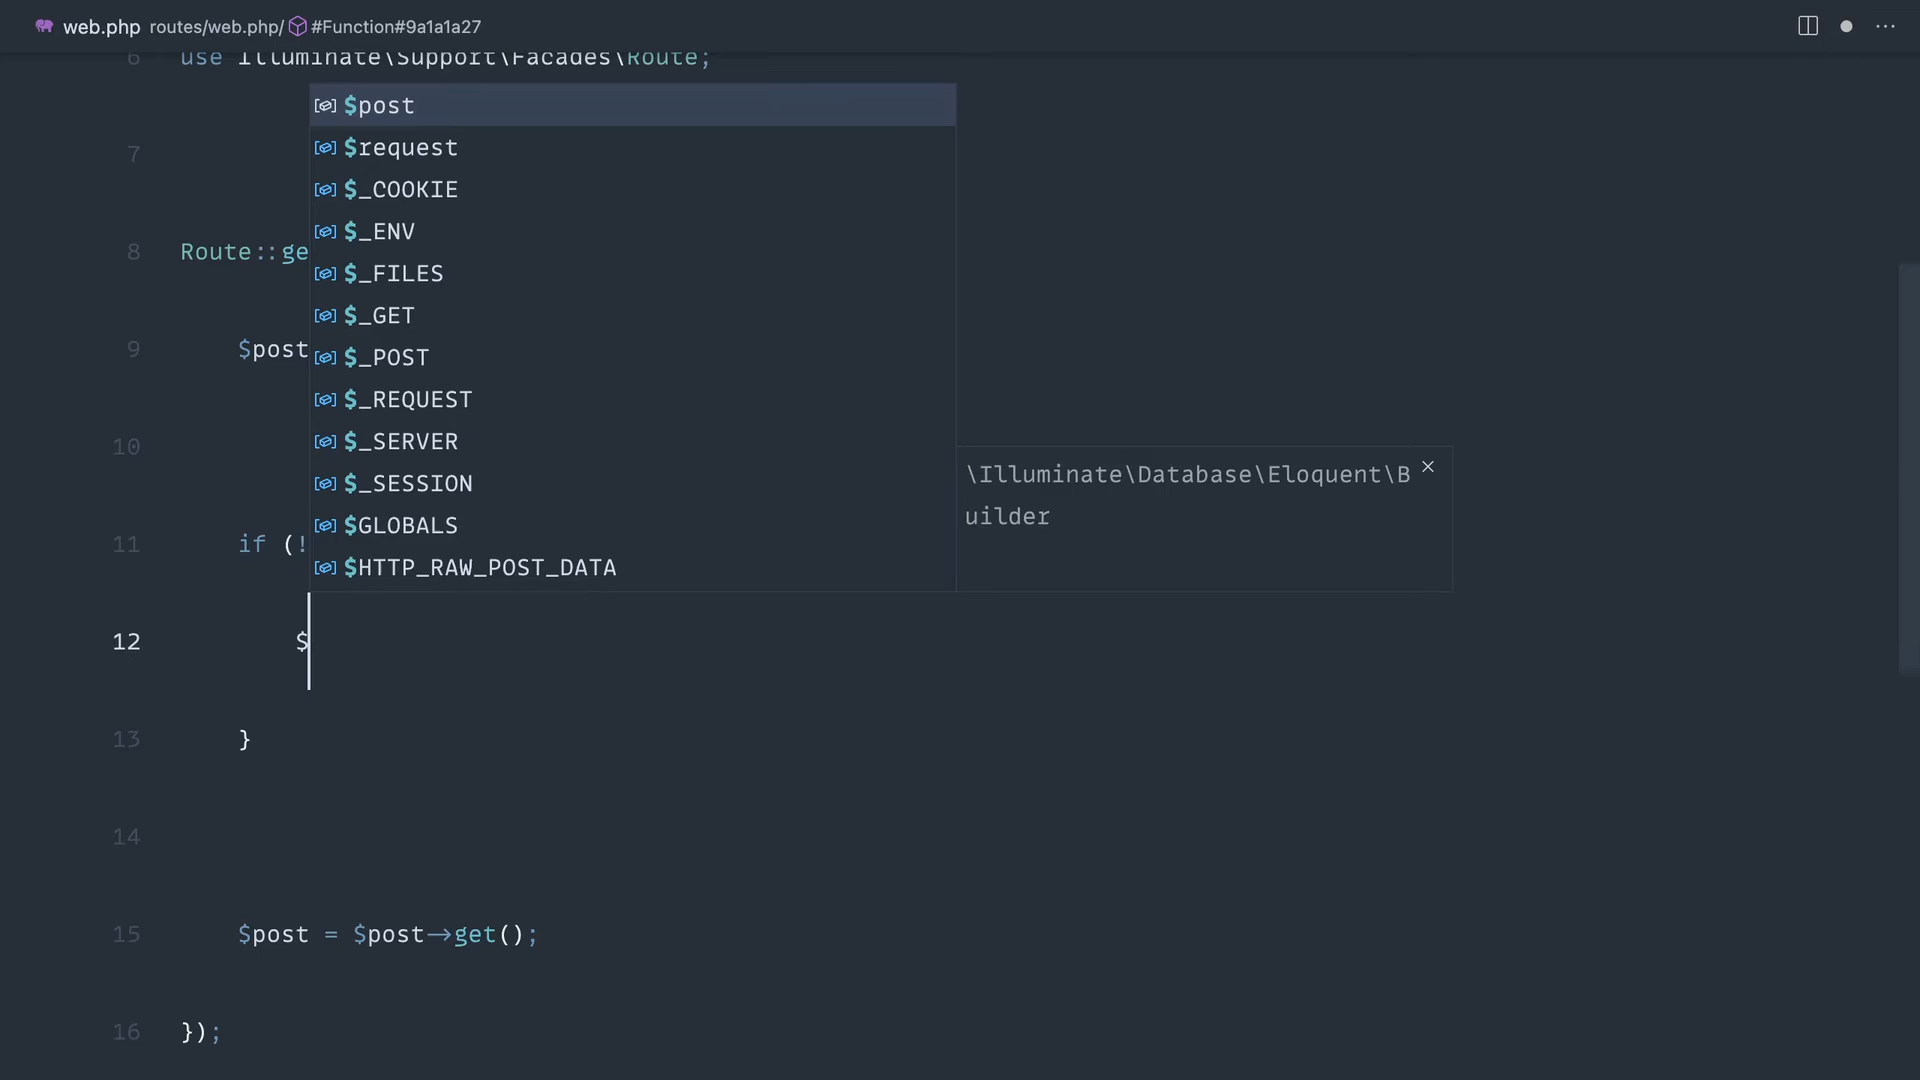 web.php routes/web.php/ #Function#9a1a1a27
6 use Illuminate\Support\Facades\Route;
$post
$request
7
$_COOKIE
$_ENV
8 Route::ge
$_FILES
$_GET
9 $post
$_POST
$_REQUEST
10
$_SERVER
$_SESSION
\Illuminate\Database\Eloquent\B
uilder
$GLOBALS
11 if (!
$HTTP_RAW_POST_DATA
12 $
13 }
14
15 $post = $post->get();
16 });